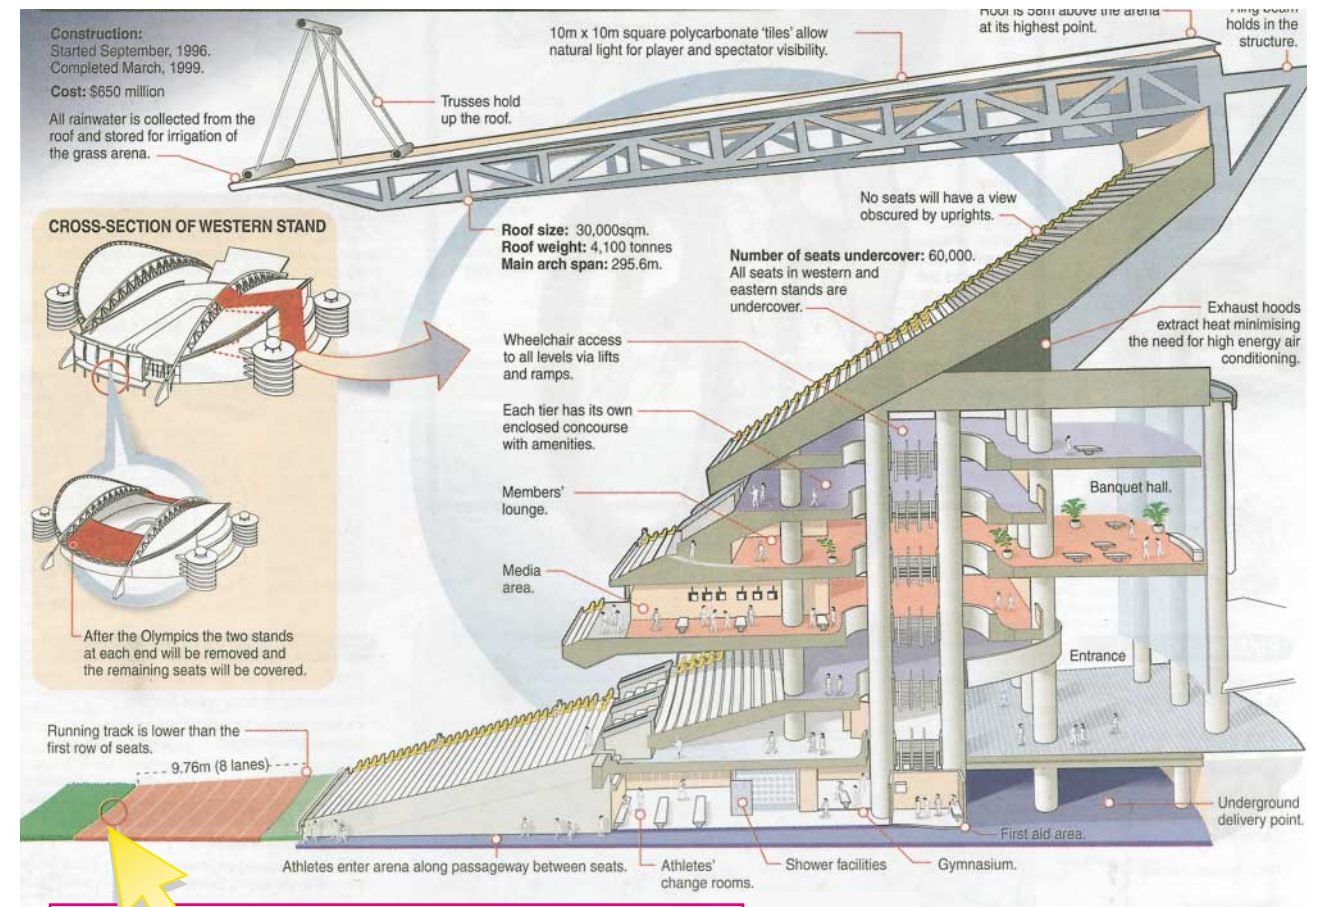 Construction:
Started September, 1996.
Completed March, 1999.
Cost: $650 million
All rainwater is collected from the
roof and stored for irrigation of
the grass arena.
Trusses hold
up the roof.
10m x 10m square polycarbonate ‘tiles’ allow
natural light for player and spectator visibility.
Roof is 58m above the arena
at its highest point.
Ring beam
holds in the
structure.
CROSS-SECTION OF WESTERN STAND
Roof size: 30,000sqm.
Roof weight: 4,100 tonnes
Main arch span: 295.6m.
No seats will have a view
obscured by uprights.
Number of seats undercover: 60,000.
All seats in western and
eastern stands are
undercover.
Exhaust hoods
extract heat minimising
the need for high energy air
conditioning.
Wheelchair access
to all levels via lifts
and ramps.
Each tier has its own
enclosed concourse
with amenities.
Members’
lounge.
Banquet hall.
Media
area.
Entrance
After the Olympics the two stands
at each end will be removed and
the remaining seats will be covered.
Running track is lower than the
first row of seats.
9.76m (8 lanes)
Athletes enter arena along passageway between seats.
Athletes’
change rooms.
Shower facilities
Gymnasium.
First aid area.
Underground
delivery point.